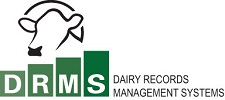 DRMS
DAIRY RECORDS
MANAGEMENT SYSTEMS